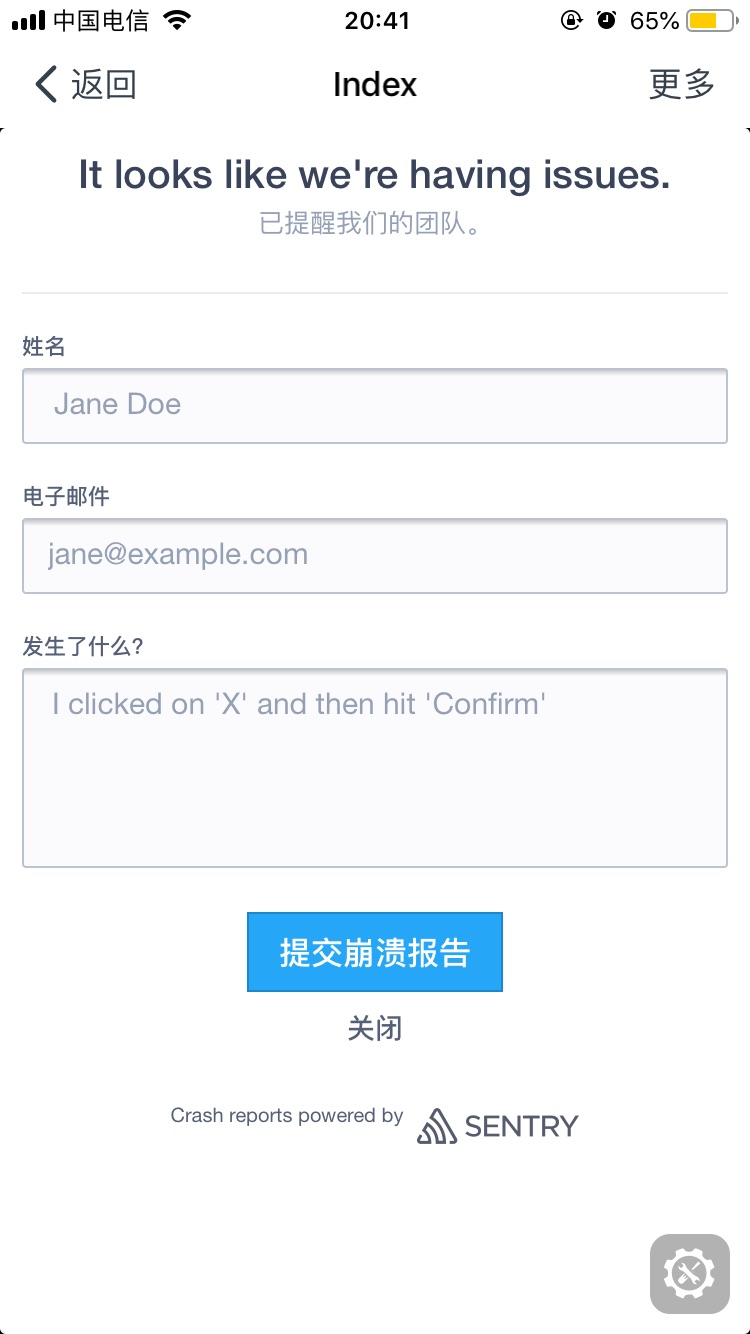 中国电信 20:41 65%
返回 Index 更多
It looks like we're having issues.
已提醒我们的团队。
姓名
Jane Doe
电子邮件
jane@example.com
发生了什么?
I clicked on 'X' and then hit 'Confirm'
提交崩溃报告
关闭
Crash reports powered by SENTRY